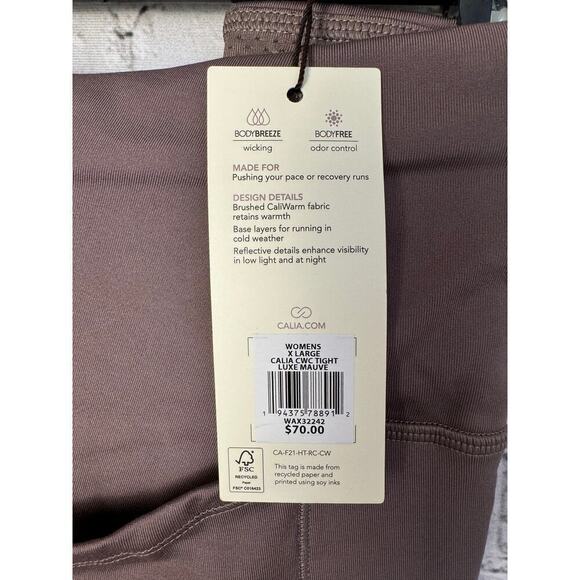 BODYBREEZE BODYFREE
wicking odor control
MADE FOR
Pushing your pace or recovery runs
DESIGN DETAILS
Brushed CaliWarm fabric
retains warmth
Base layers for running in
cold weather
Reflective details enhance visibility
in low light and at night
CALIA.COM
WOMENS
X LARGE
CALIA CWC TIGHT
LUXE MAUVE
1 94375 78891 2
WAX32242
$70.00
CA-F21-HT-RC-CW
This tag is made from
recycled paper and
printed using soy inks
FSC
RECYCLED
Paper
FSC® C016423